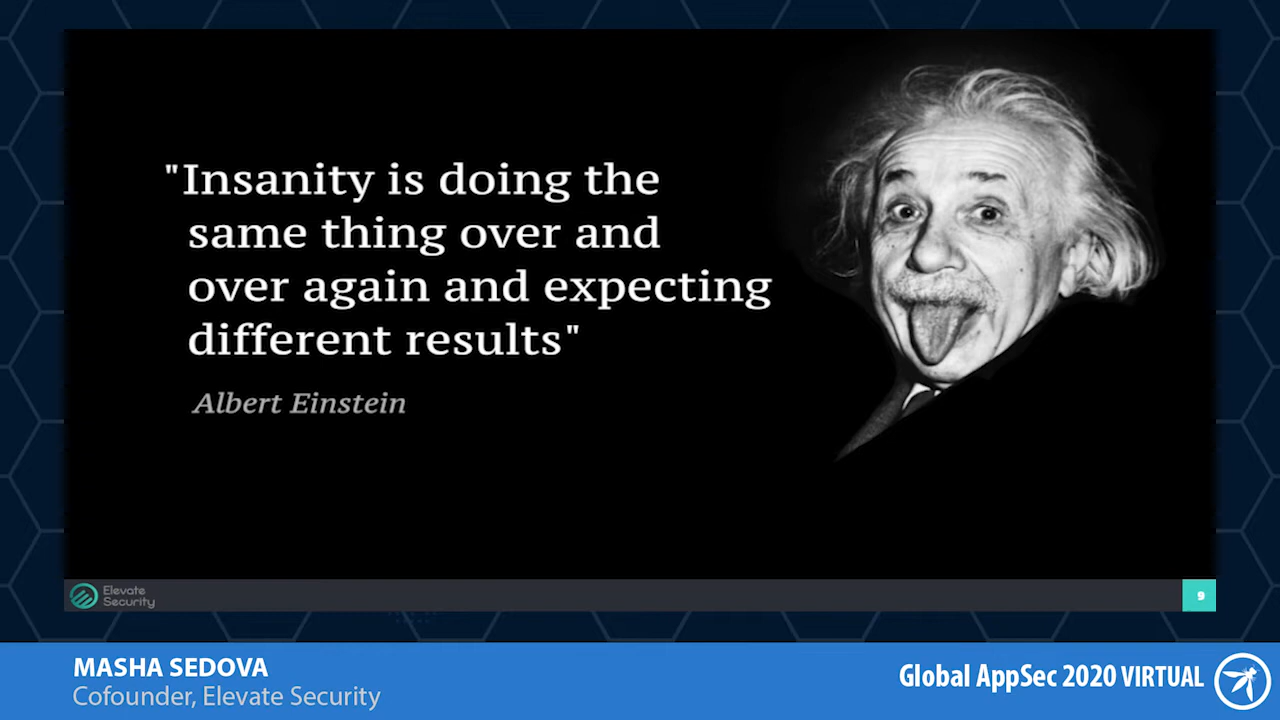 "Insanity is doing the
same thing over and
over again and expecting
different results"
Albert Einstein
Elevate
Security
9
MASHA SEDOVA
Cofounder, Elevate Security
Global AppSec 2020 VIRTUAL